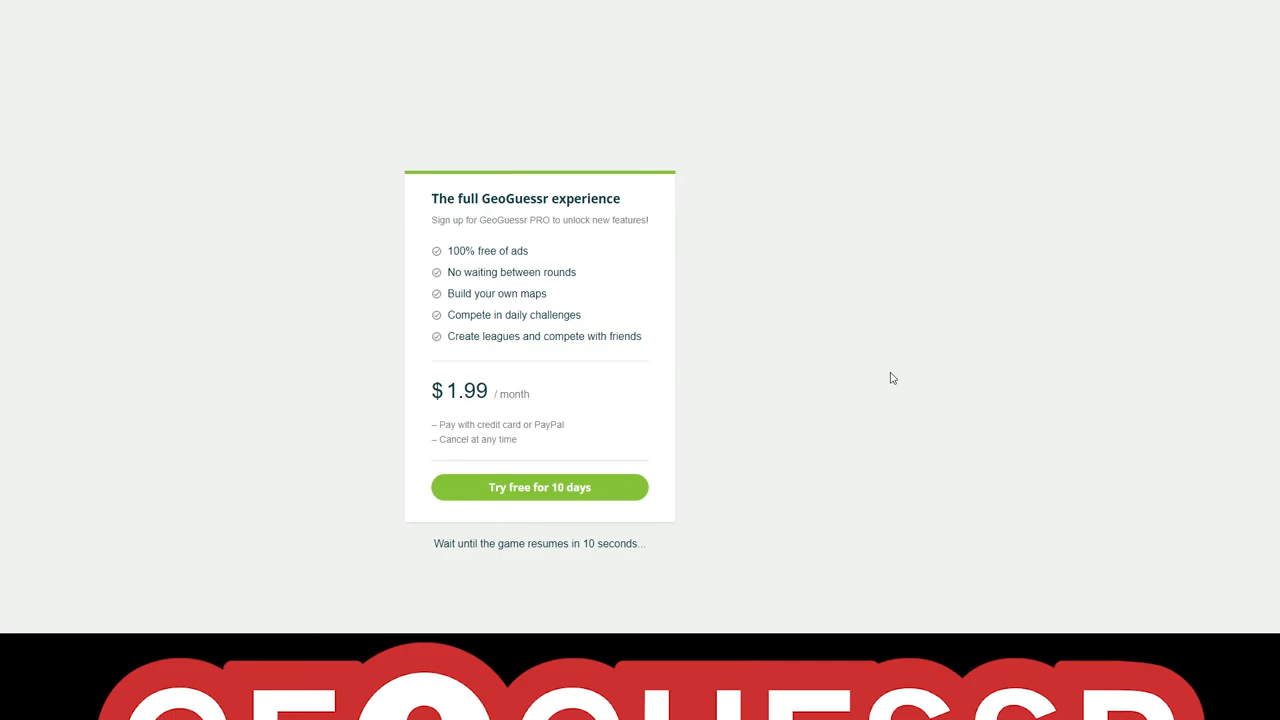 The full GeoGuessr experience
Sign up for GeoGuessr PRO to unlock new features!
100% free of ads
No waiting between rounds
Build your own maps
Compete in daily challenges
Create leagues and compete with friends
$ 1.99 / month
– Pay with credit card or PayPal
– Cancel at any time
Try free for 10 days
Wait until the game resumes in 10 seconds...
GEOGUESSR